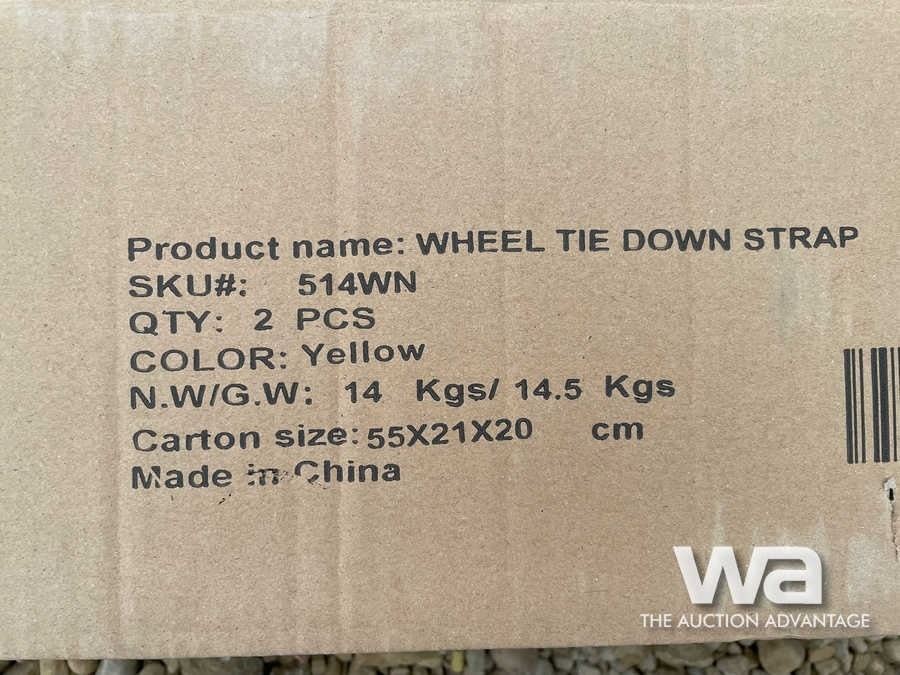 Product name: WHEEL TIE DOWN STRAP
SKU#: 514WN
QTY: 2 PCS
COLOR: Yellow
N.W/G.W: 14 Kgs/ 14.5 Kgs
Carton size: 55X21X20 cm
Made in China
wa
THE AUCTION ADVANTAGE